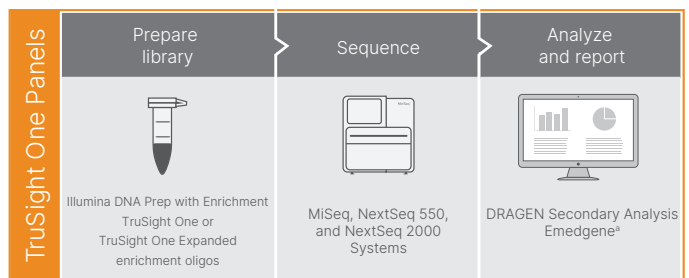 TruSight One Panels
Prepare
library
Illumina DNA Prep with Enrichment
TruSight One or
TruSight One Expanded
enrichment oligos
Sequence
MiSeq, NextSeq 550,
and NextSeq 2000
Systems
Analyze
and report
DRAGEN Secondary Analysis
Emedgeneᵃ